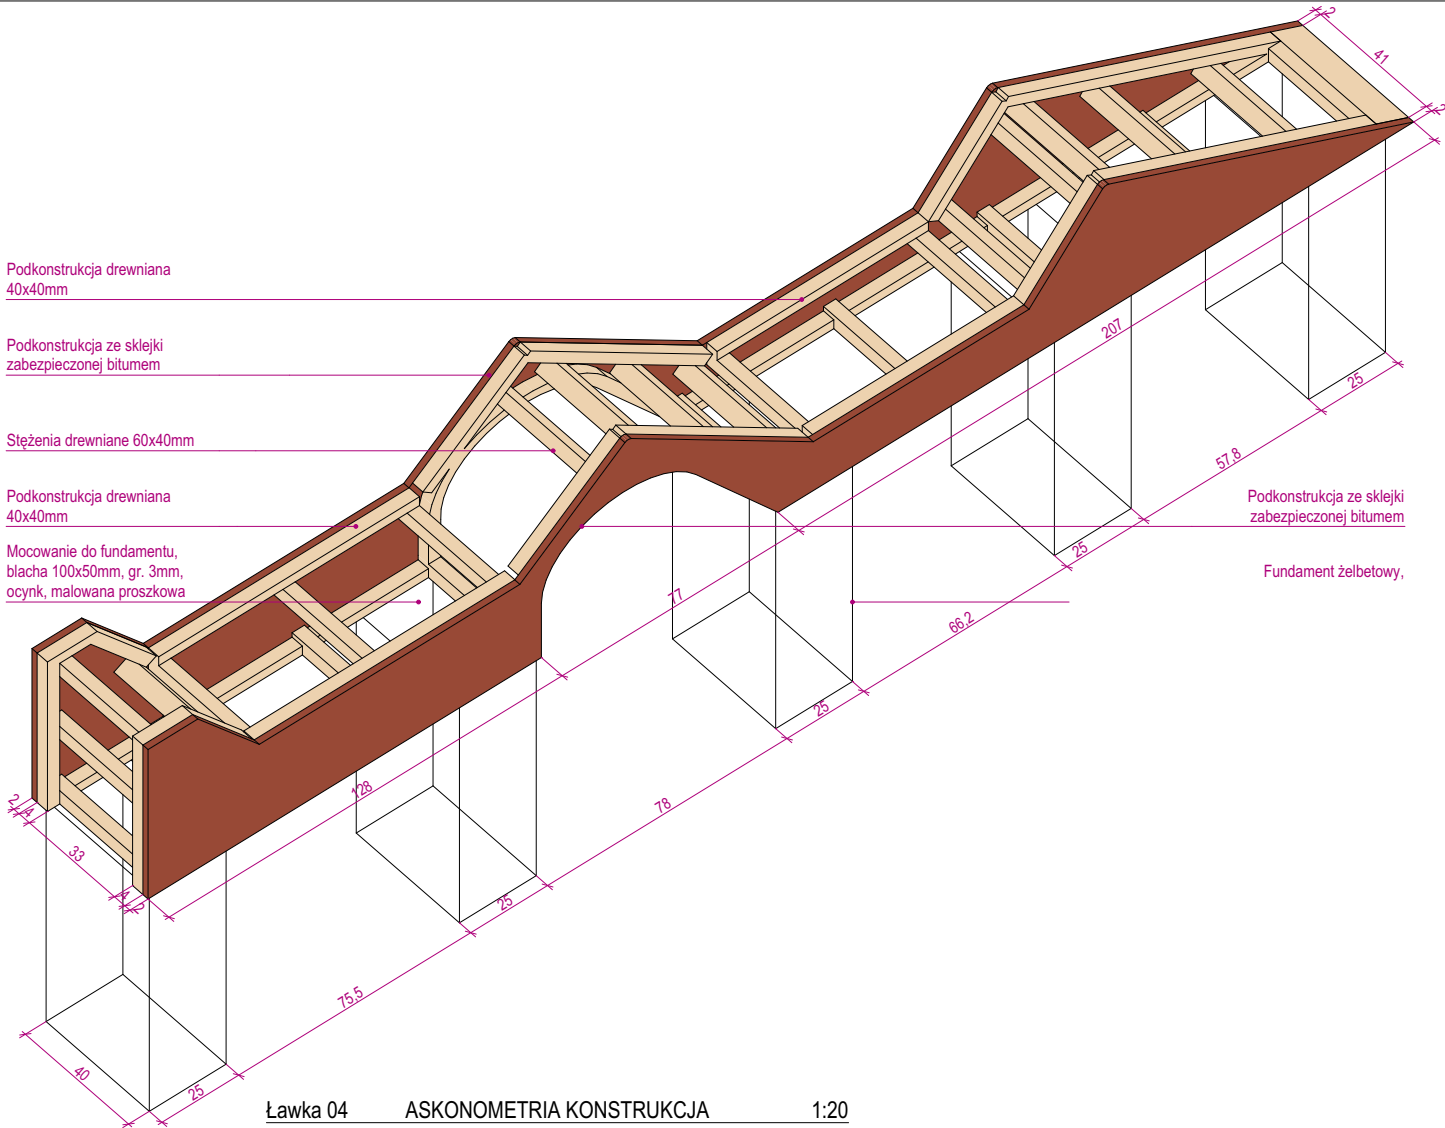 2
41
2
Podkonstrukcja drewniana
40x40mm
207
Podkonstrukcja ze sklejki
zabezpieczonej bitumem
25
Stężenia drewniane 60x40mm
57,8
Podkonstrukcja drewniana
40x40mm
Podkonstrukcja ze sklejki
zabezpieczonej bitumem
Mocowanie do fundamentu,
blacha 100x50mm, gr. 3mm,
ocynk, malowana proszkowa
25
Fundament żelbetowy,
77
66,2
25
128
78
2
4
33
4
2
25
75,5
40
25
Ławka 04 ASKONOMETRIA KONSTRUKCJA 1:20